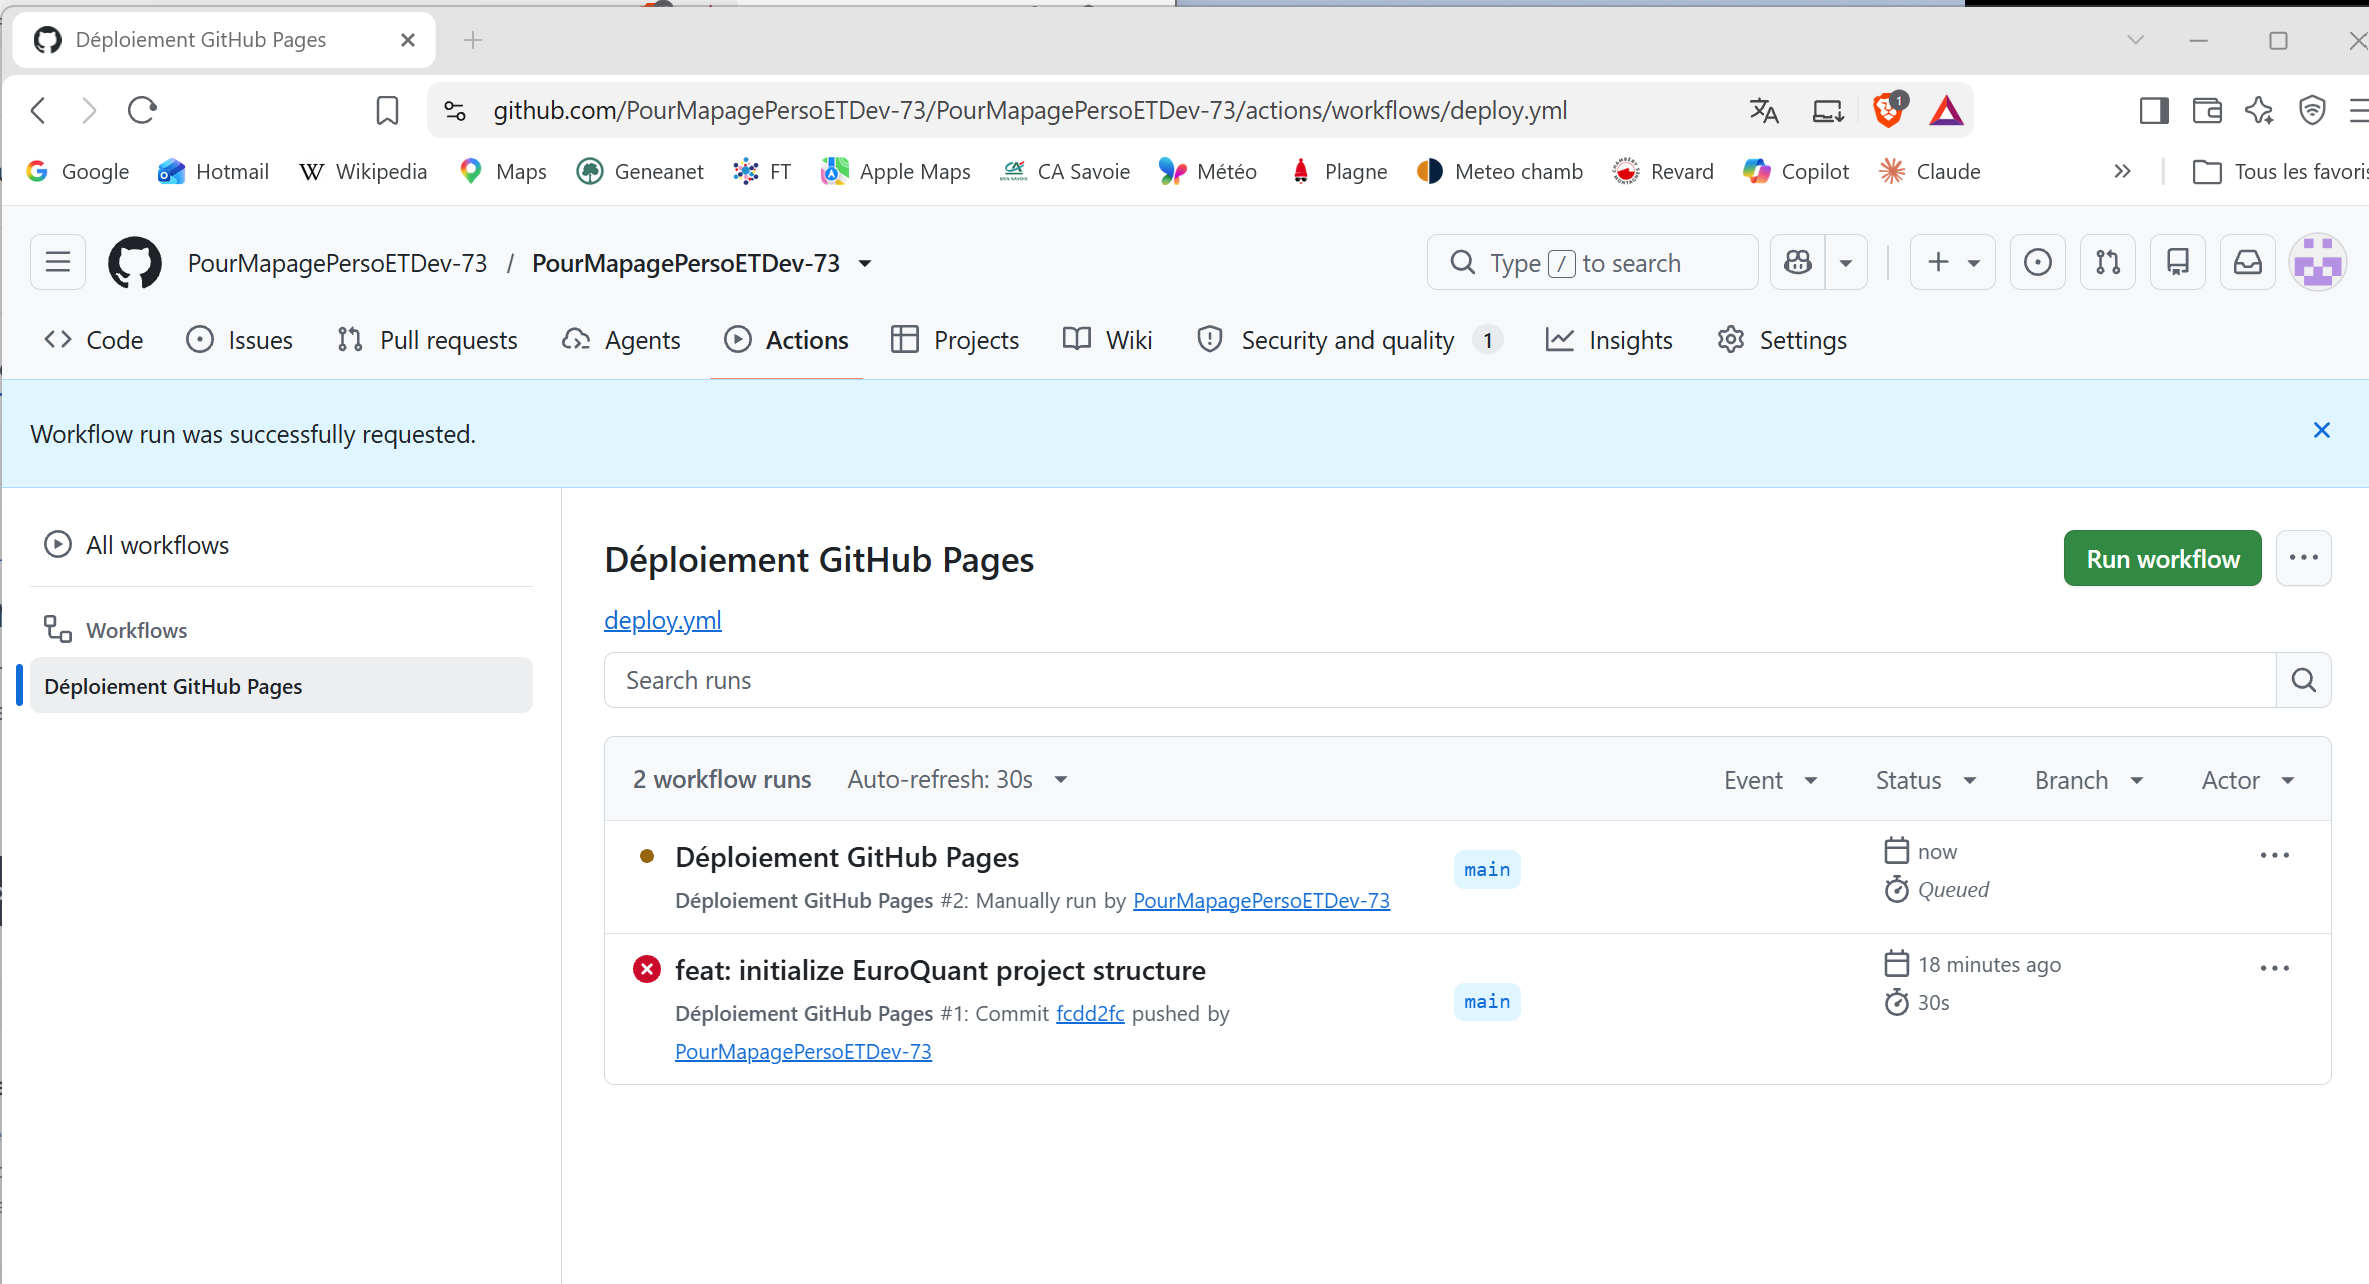 Déploiement GitHub Pages
github.com/PourMapagePersoETDev-73/PourMapagePersoETDev-73/actions/workflows/deploy.yml
1
Google Hotmail Wikipedia Maps Geneanet FT Apple Maps CA Savoie Météo Plagne Meteo chamb Revard Copilot Claude » Tous les favoris
PourMapagePersoETDev-73 / PourMapagePersoETDev-73
Type / to search
Code Issues Pull requests Agents Actions Projects Wiki Security and quality 1 Insights Settings
Workflow run was successfully requested.
All workflows
Workflows
Déploiement GitHub Pages
Déploiement GitHub Pages
Run workflow
deploy.yml
Search runs
2 workflow runs Auto-refresh: 30s Event Status Branch Actor
Déploiement GitHub Pages
Déploiement GitHub Pages #2: Manually run by PourMapagePersoETDev-73
main
now
Queued
feat: initialize EuroQuant project structure
Déploiement GitHub Pages #1: Commit fcdd2fc pushed by
PourMapagePersoETDev-73
main
18 minutes ago
30s